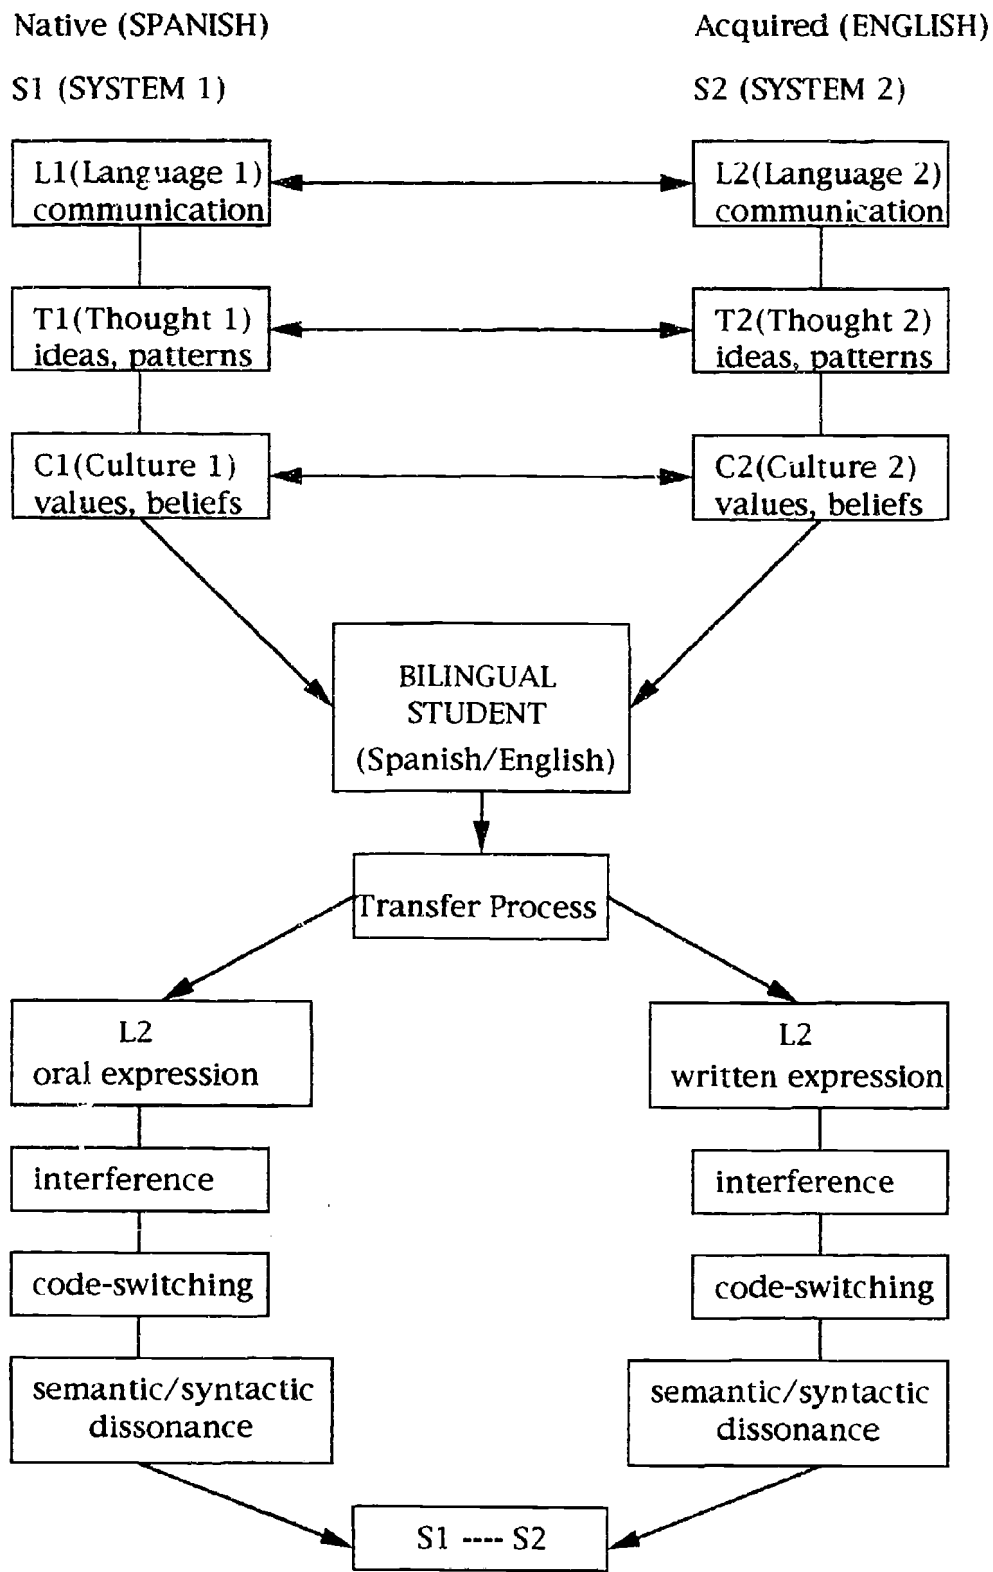 Native (SPANISH)
Acquired (ENGLISH)
S1 (SYSTEM 1)
S2 (SYSTEM 2)
L1(Language 1)
communication
L2(Language 2)
communication
T1(Thought 1)
ideas, patterns
T2(Thought 2)
ideas, patterns
C1(Culture 1)
values, beliefs
C2(Culture 2)
values, beliefs
BILINGUAL
STUDENT
(Spanish/English)
Transfer Process
L2
oral expression
L2
written expression
interference
interference
code-switching
code-switching
semantic/syntactic
dissonance
semantic/syntactic
dissonance
S1 ---- S2